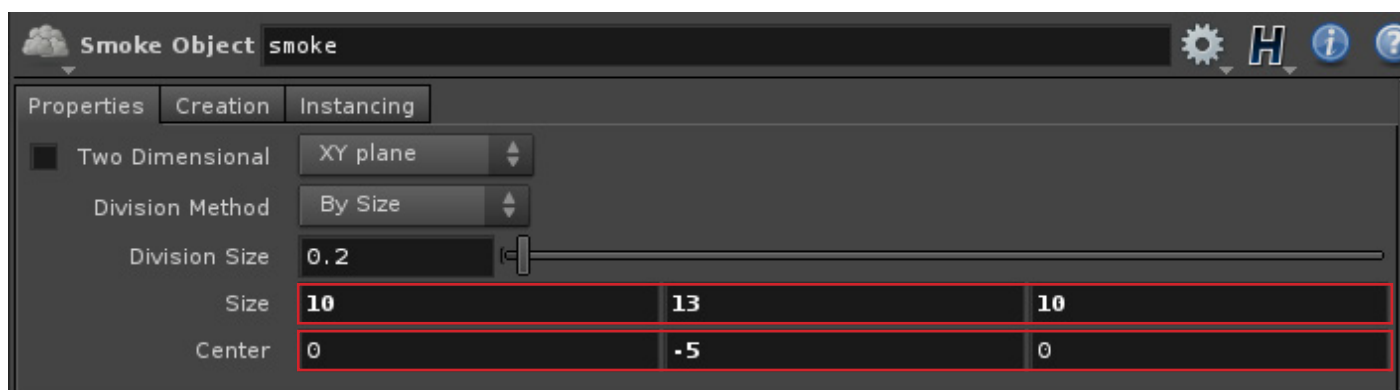 Smoke Object smoke
Properties Creation Instancing
Two Dimensional XY plane
Division Method By Size
Division Size 0.2
Size 10 13 10
Center 0 -5 0